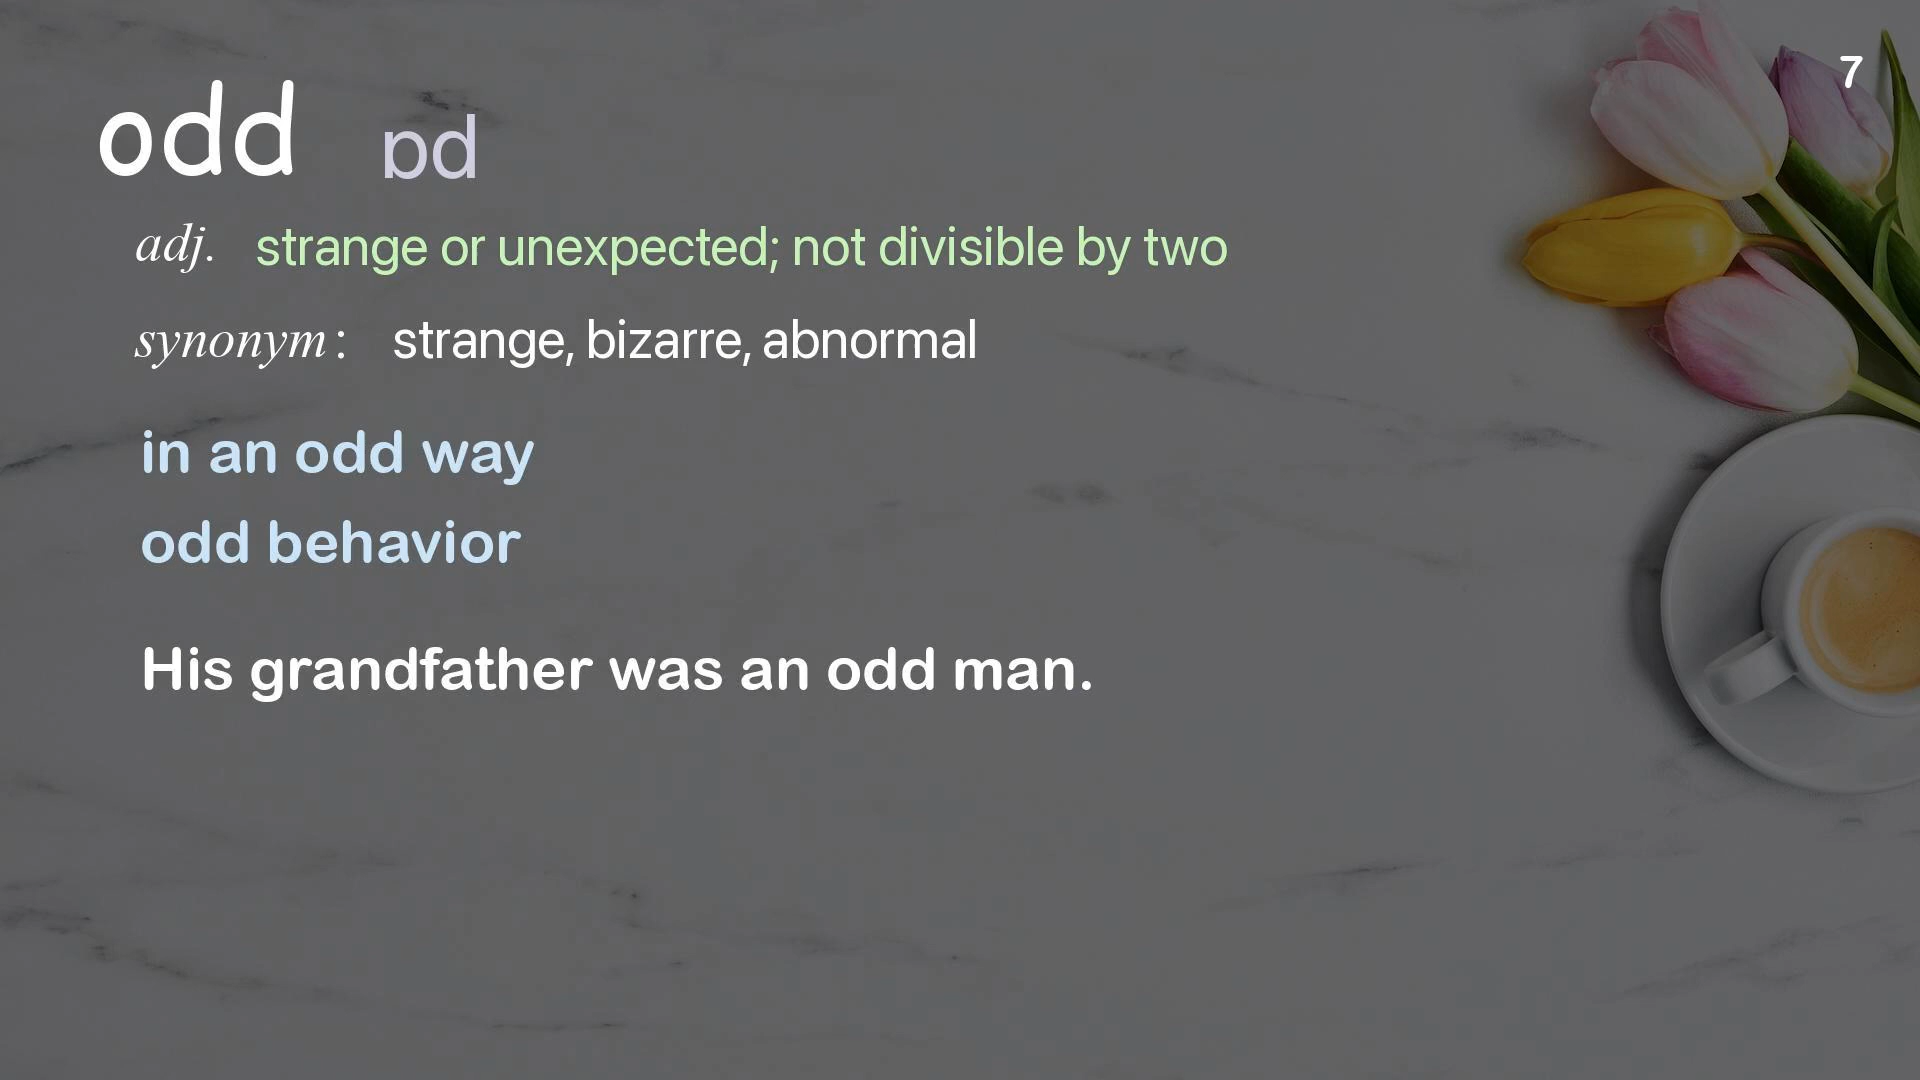 7
odd ɒd
adj. strange or unexpected; not divisible by two
synonym: strange, bizarre, abnormal
in an odd way
odd behavior
His grandfather was an odd man.